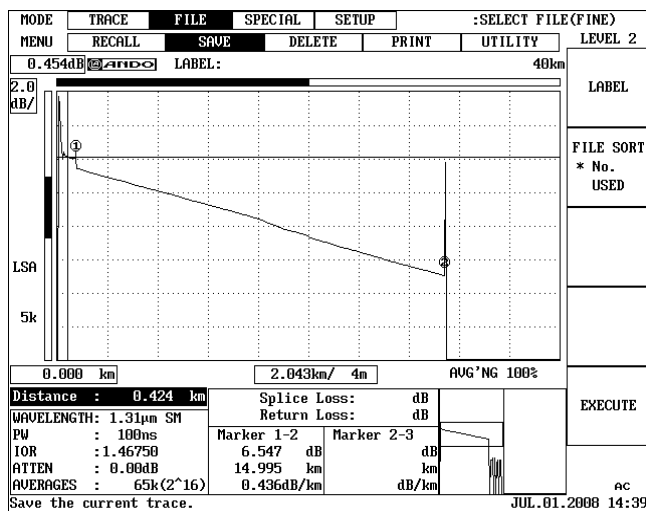 MODE TRACE FILE SPECIAL SETUP :SELECT FILE(FINE)
MENU RECALL SAVE DELETE PRINT UTILITY LEVEL 2
0.454dB @ANDO LABEL: 40km
2.0
dB/
LABEL
①
FILE SORT
* No.
USED
②
LSA
5k
0.000 km 2.043km/ 4m AVG'NG 100%
Distance : 0.424 km Splice Loss: dB
EXECUTE
WAVELENGTH: 1.31µm SM Return Loss: dB
PW : 100ns Marker 1-2 Marker 2-3
IOR :1.46750 6.547 dB dB
ATTEN : 0.00dB 14.995 km km
AVERAGES : 65k(2^16) 0.436dB/km dB/km
AC
Save the current trace. JUL.01.2008 14:39